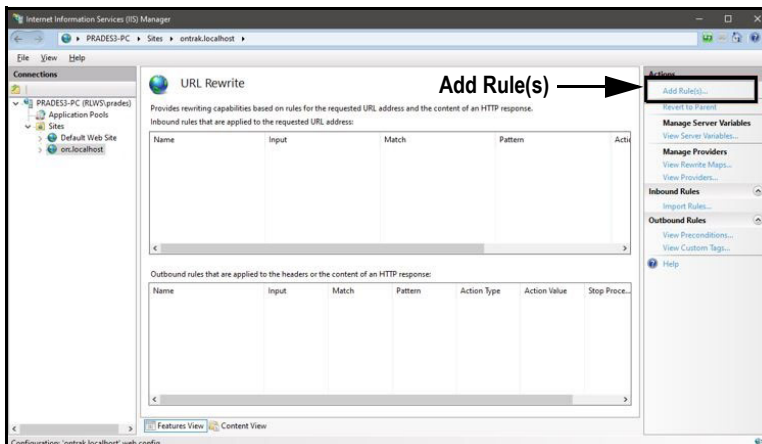 Internet Information Services (IIS) Manager
PRADES3-PC Sites ontrak.localhost
File View Help
Connections
PRADES3-PC (RLWS\prades)
Application Pools
Sites
Default Web Site
on.localhost
URL Rewrite
Provides rewriting capabilities based on rules for the requested URL address and the content of an HTTP response.
Inbound rules that are applied to the requested URL address:
Name Input Match Pattern Actio
Outbound rules that are applied to the headers or the content of an HTTP response:
Name Input Match Pattern Action Type Action Value Stop Proce...
Features View Content View
Configuration: 'ontrak.localhost' web.config
Add Rule(s)
Actions
Add Rule(s)...
Revert to Parent
Manage Server Variables
View Server Variables...
Manage Providers
View Rewrite Maps...
View Providers...
Inbound Rules
Import Rules...
Outbound Rules
View Preconditions...
View Custom Tags...
Help